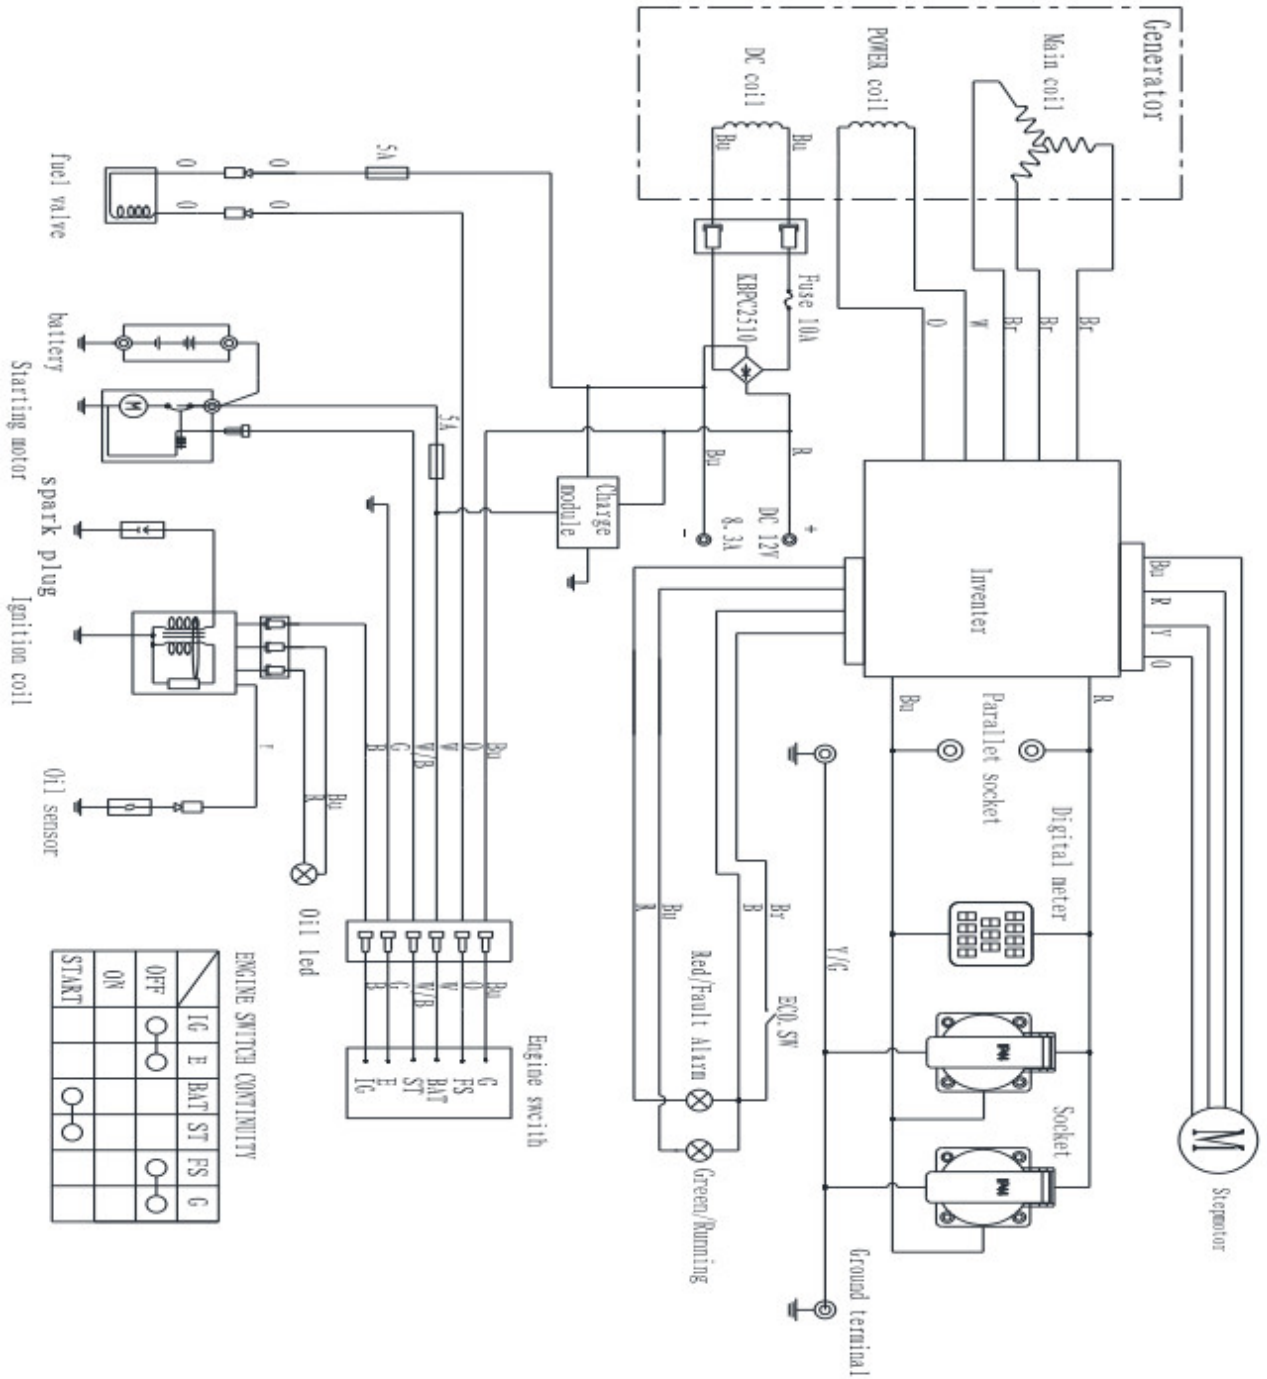 Generator
Main coil
POWER coil
DC coil
Bu
Bu
Fuse 10A
KBPC2510
Br
Br
Br
W
O
5A
O
O
O
O
fuel valve
battery
Starting motor
5A
spark plug
Ignition coil
Oil sensor
Charge
module
R
Bu
+
DC 12V
8.3A
-
Inventer
Bu
R
Y
O
Stepmotor
R
Bu
Parallet socket
Digital meter
Socket
Y/G
Ground terminal
Br
B
Bu
R
ECO.SW
Red/Fault Alarm
Green/Running
Bu
O
W
W/B
G
B
Bu
R
Oil led
Bu
O
W
W/B
G
B
Engine swcith
G
FS
BAT
ST
E
IG
ENGINE SWITCH CONTINUITY
IG E BAT ST FS G
OFF
ON
START
M
M